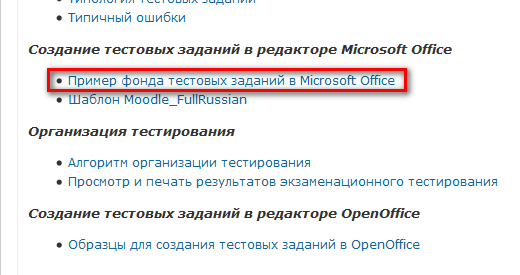 Типология тестовых заданий
Типичный ошибки
Создание тестовых заданий в редакторе Microsoft Office
Пример фонда тестовых заданий в Microsoft Office
Шаблон Moodle_FullRussian
Организация тестирования
Алгоритм организации тестирования
Просмотр и печать результатов экзаменационного тестирования
Создание тестовых заданий в редакторе OpenOffice
Образцы для создания тестовых заданий в OpenOffice